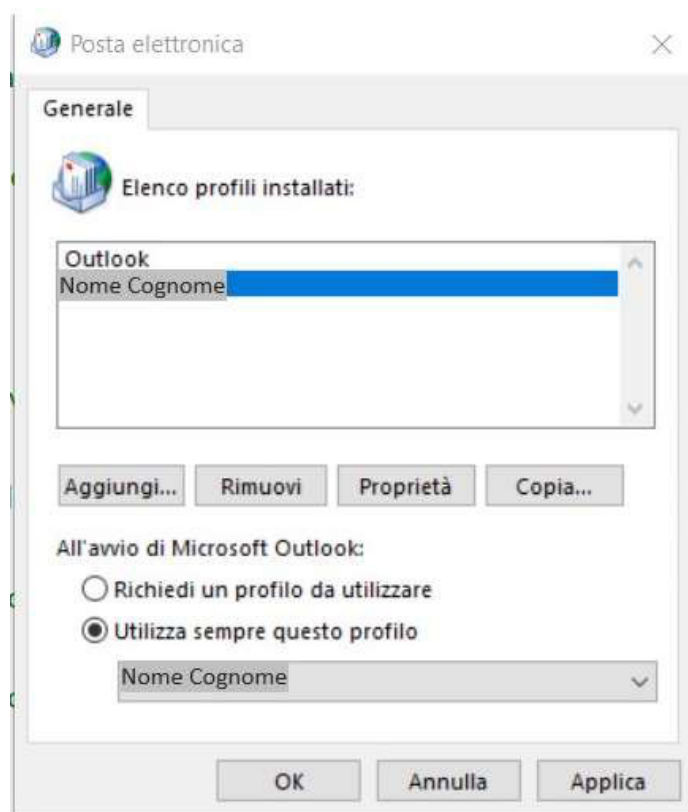 Posta elettronica
Generale
Elenco profili installati:
Outlook
Nome Cognome
Aggiungi... Rimuovi Proprietà Copia...
All'avvio di Microsoft Outlook:
Richiedi un profilo da utilizzare
Utilizza sempre questo profilo
Nome Cognome
OK Annulla Applica